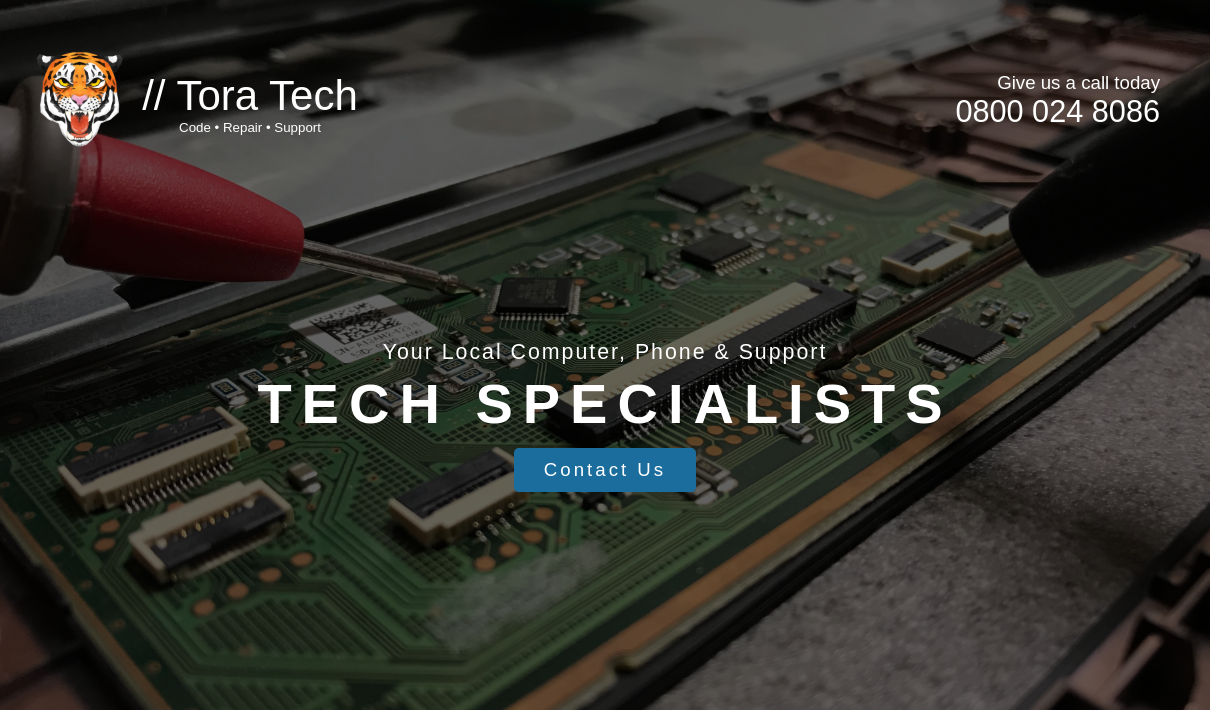 // Tora Tech
Code • Repair • Support
Give us a call today
0800 024 8086
Your Local Computer, Phone & Support
TECH SPECIALISTS
Contact Us